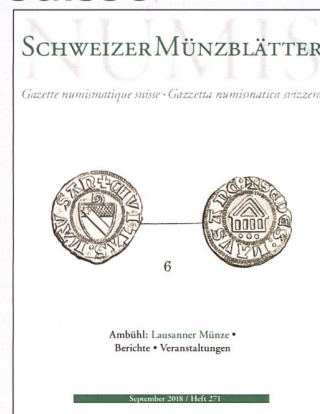 SCHWEIZER MÜNZBLÄTTER
Gazette numismatique suisse · Gazzetta numismatica svizzera
6
Ambühl: Lausanner Münze •
Berichte • Veranstaltungen
September 2018 / Heft 271